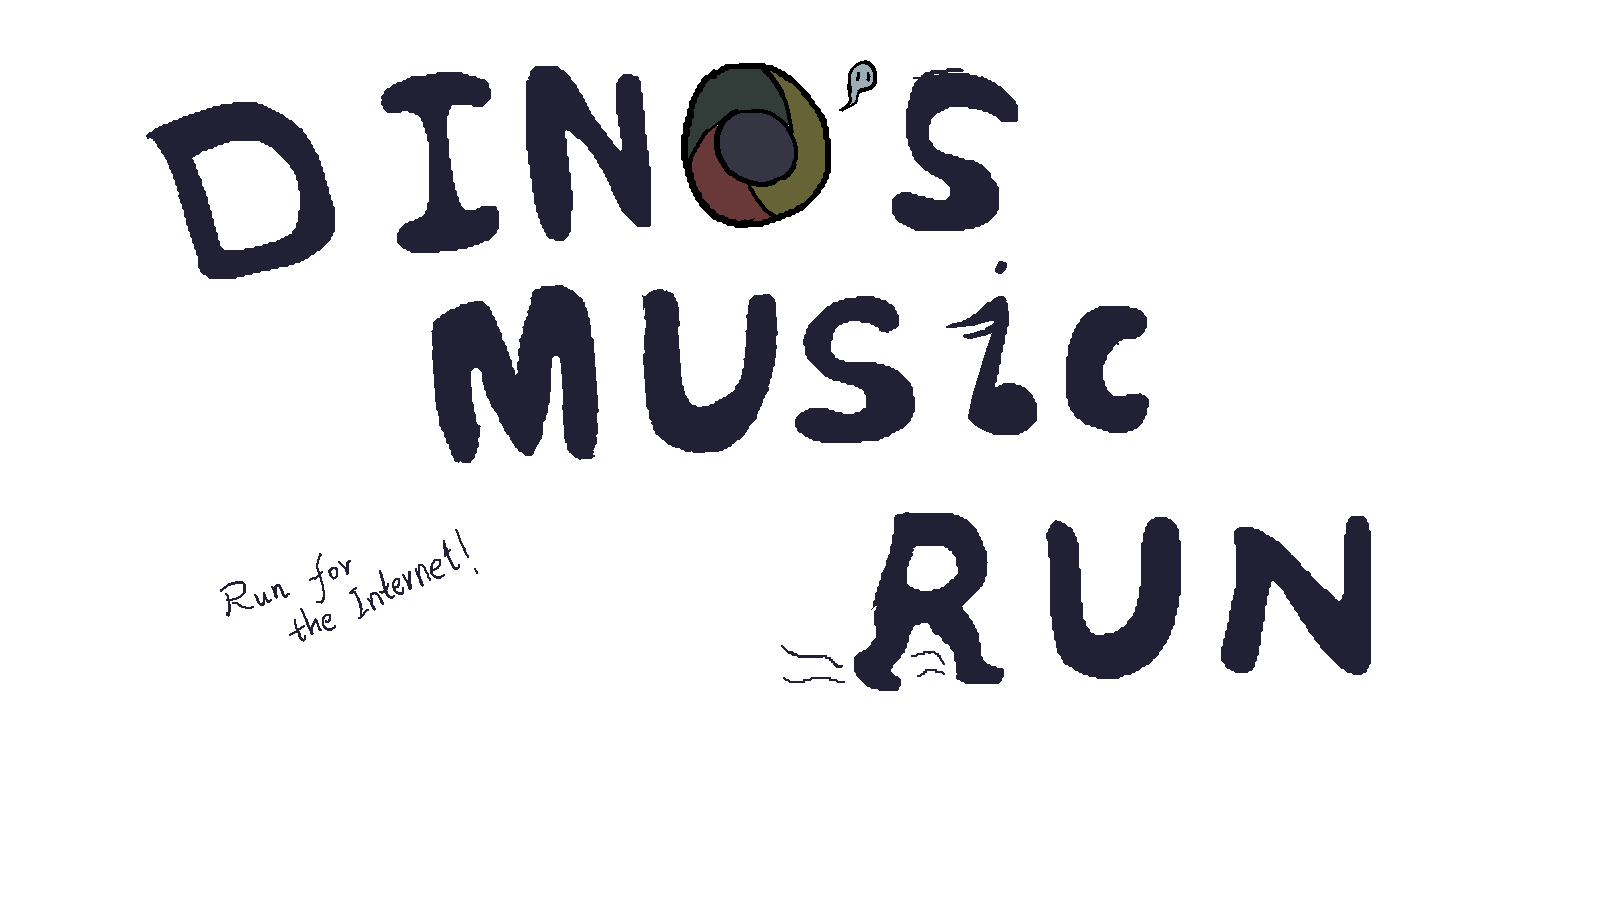 DINO'S
MUSiC
RUN
Run for
the Internet!